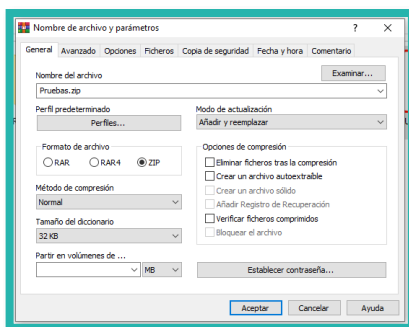 Nombre de archivo y parámetros ? X
General Avanzado Opciones Ficheros Copia de seguridad Fecha y hora Comentario
Nombre del archivo
Examinar...
Pruebas.zip
Perfil predeterminado
Perfiles...
Modo de actualización
Añadir y reemplazar
Formato de archivo
RAR RAR4 ZIP
Método de compresión
Normal
Tamaño del diccionario
32 KB
Partir en volúmenes de ...
MB
Opciones de compresión
Eliminar ficheros tras la compresión
Crear un archivo autoextraible
Crear un archivo sólido
Añadir Registro de Recuperación
Verificar ficheros comprimidos
Bloquear el archivo
Establecer contraseña...
Aceptar Cancelar Ayuda